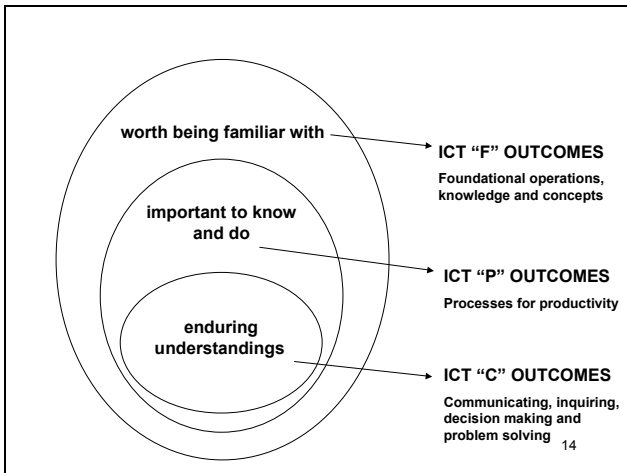 worth being familiar with
ICT “F” OUTCOMES
Foundational operations,
knowledge and concepts
important to know
and do
ICT “P” OUTCOMES
Processes for productivity
enduring
understandings
ICT “C” OUTCOMES
Communicating, inquiring,
decision making and
problem solving
14